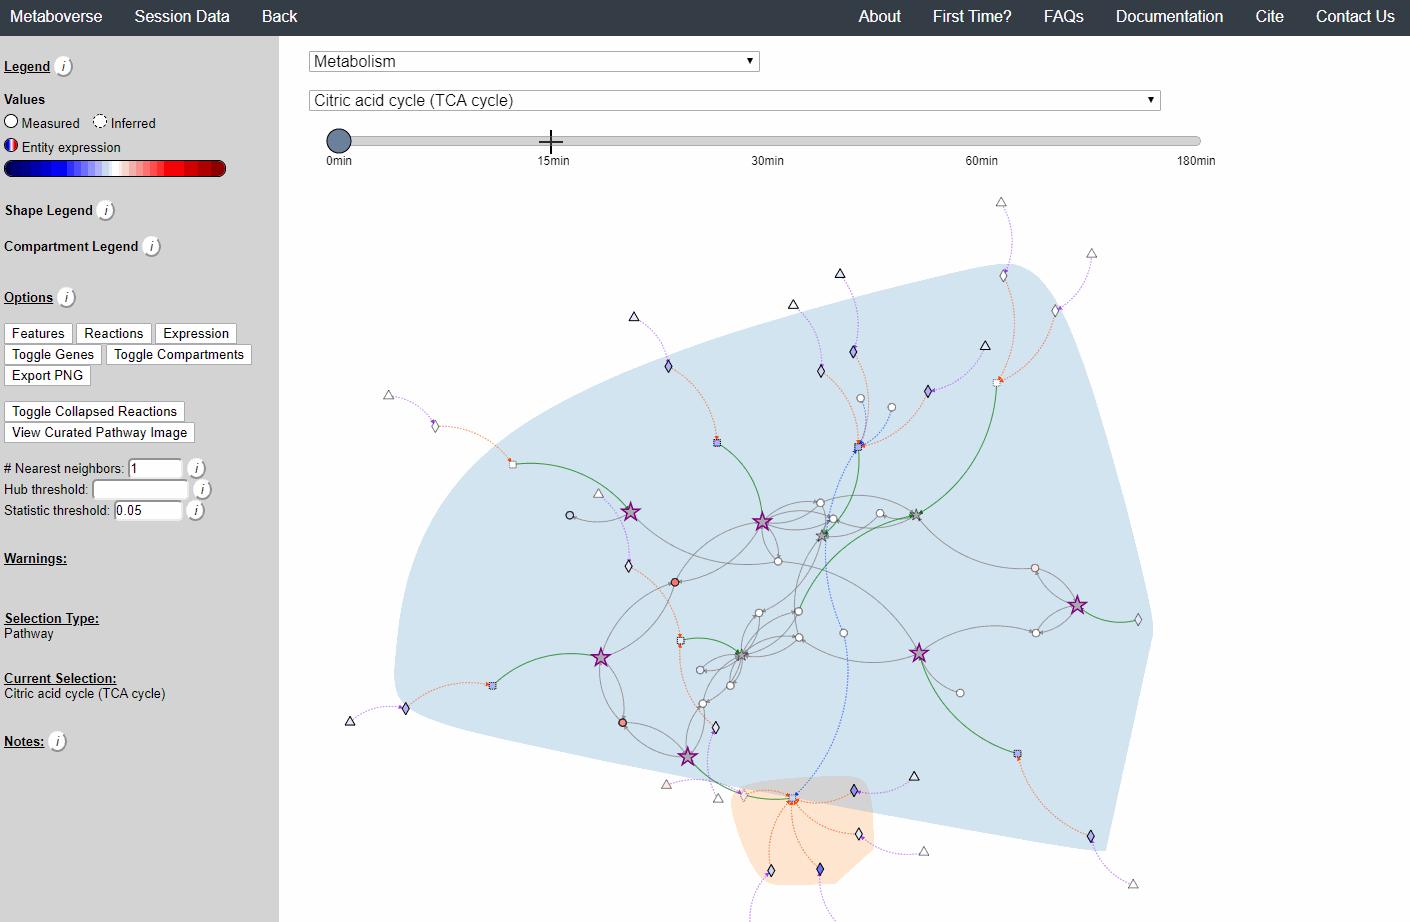 Metaboverse Session Data Back About First Time? FAQs Documentation Cite Contact Us
Legend i
Values
Measured Inferred
Entity expression
Shape Legend i
Compartment Legend i
Options i
Features Reactions Expression
Toggle Genes Toggle Compartments
Export PNG
Toggle Collapsed Reactions
View Curated Pathway Image
# Nearest neighbors: 1 i
Hub threshold: i
Statistic threshold: 0.05 i
Warnings:
Selection Type:
Pathway
Current Selection:
Citric acid cycle (TCA cycle)
Notes: i
Metabolism
Citric acid cycle (TCA cycle)
0min 15min 30min 60min 180min